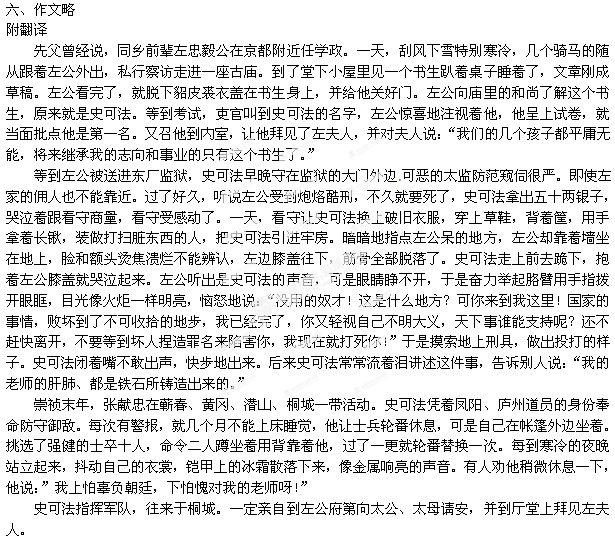 六、作文略
附翻译
先父曾经说，同乡前辈左忠毅公在京都附近任学政。一天，刮风下雪特别寒冷，几个骑马的随
从跟着左公外出，私行察访走进一座古庙。到了堂下小屋里见一个书生趴着桌子睡着了，文章刚成
草稿。左公看完了，就脱下貂皮裘衣盖在书生身上，并给他关好门。左公向庙里的和尚了解这个书
生，原来就是史可法。等到考试，吏官叫到史可法的名字，左公惊喜地注视着他，他呈上试卷，就
当面批点他是第一名。又召他到内室，让他拜见了左夫人，并对夫人说：“我们的几个孩子都平庸无
能，将来继承我的志向和事业的只有这个书生了。”
等到左公被送进东厂监狱，史可法早晚守在监狱的大门外边.可恶的太监防范窥伺很严。即使左
家的佣人也不能靠近。过了好久，听说左公受到炮烙酷刑，不久就要死了，史可法拿出五十两银子，
哭泣着跟看守商量，看守受感动了。一天，看守让史可法换上破旧衣服，穿上草鞋，背着筐，用手
拿着长锹，装做打扫脏东西的人，把史可法引进牢房。暗暗地指点左公呆的地方，左公却靠着墙坐
在地上，脸和额头烫焦溃烂不能辨认，左边膝盖往下，筋骨全部脱落了。史可法走上前去跪下，抱
着左公膝盖就哭泣起来。左公听出是史可法的声音，可是眼睛睁不开，于是奋力举起胳臂用手指拨
开眼眶，目光像火炬一样明亮，恼怒地说：“没用的奴才！这是什么地方？可你来到我这里！国家的
事情，败坏到了不可收拾的地步，我已经完了，你又轻视自己不明大义，天下事谁能支持呢？还不
赶快离开，不要等到坏人捏造罪名来陷害你，我现在就打死你！”于是摸索地上刑具，做出投打的样
子。史可法闭着嘴不敢出声，快步地出来。后来史可法常常流着泪讲述这件事，告诉别人说：“我的
老师的肝肺、都是铁石所铸造出来的。”
崇祯末年，张献忠在蕲春、黄冈、潜山、桐城一带活动。史可法凭着凤阳、庐州道员的身份奉
命防守御敌。每次有警报，就几个月不能上床睡觉，他让士兵轮番休息，可是自己在帐篷外边坐着。
挑选了强健的士卒十人，命令二人蹲坐着用背靠着他，过了一更就轮番替换一次。每到寒冷的夜晚
站立起来，抖动自己的衣裳，铠甲上的冰霜散落下来，像金属响亮的声音。有人劝他稍微休息一下，
他说：”我上怕辜负朝廷，下怕愧对我的老师呀！”
史可法指挥军队，往来于桐城。一定亲自到左公府第向太公、太母请安，并到厅堂上拜见左夫
人。